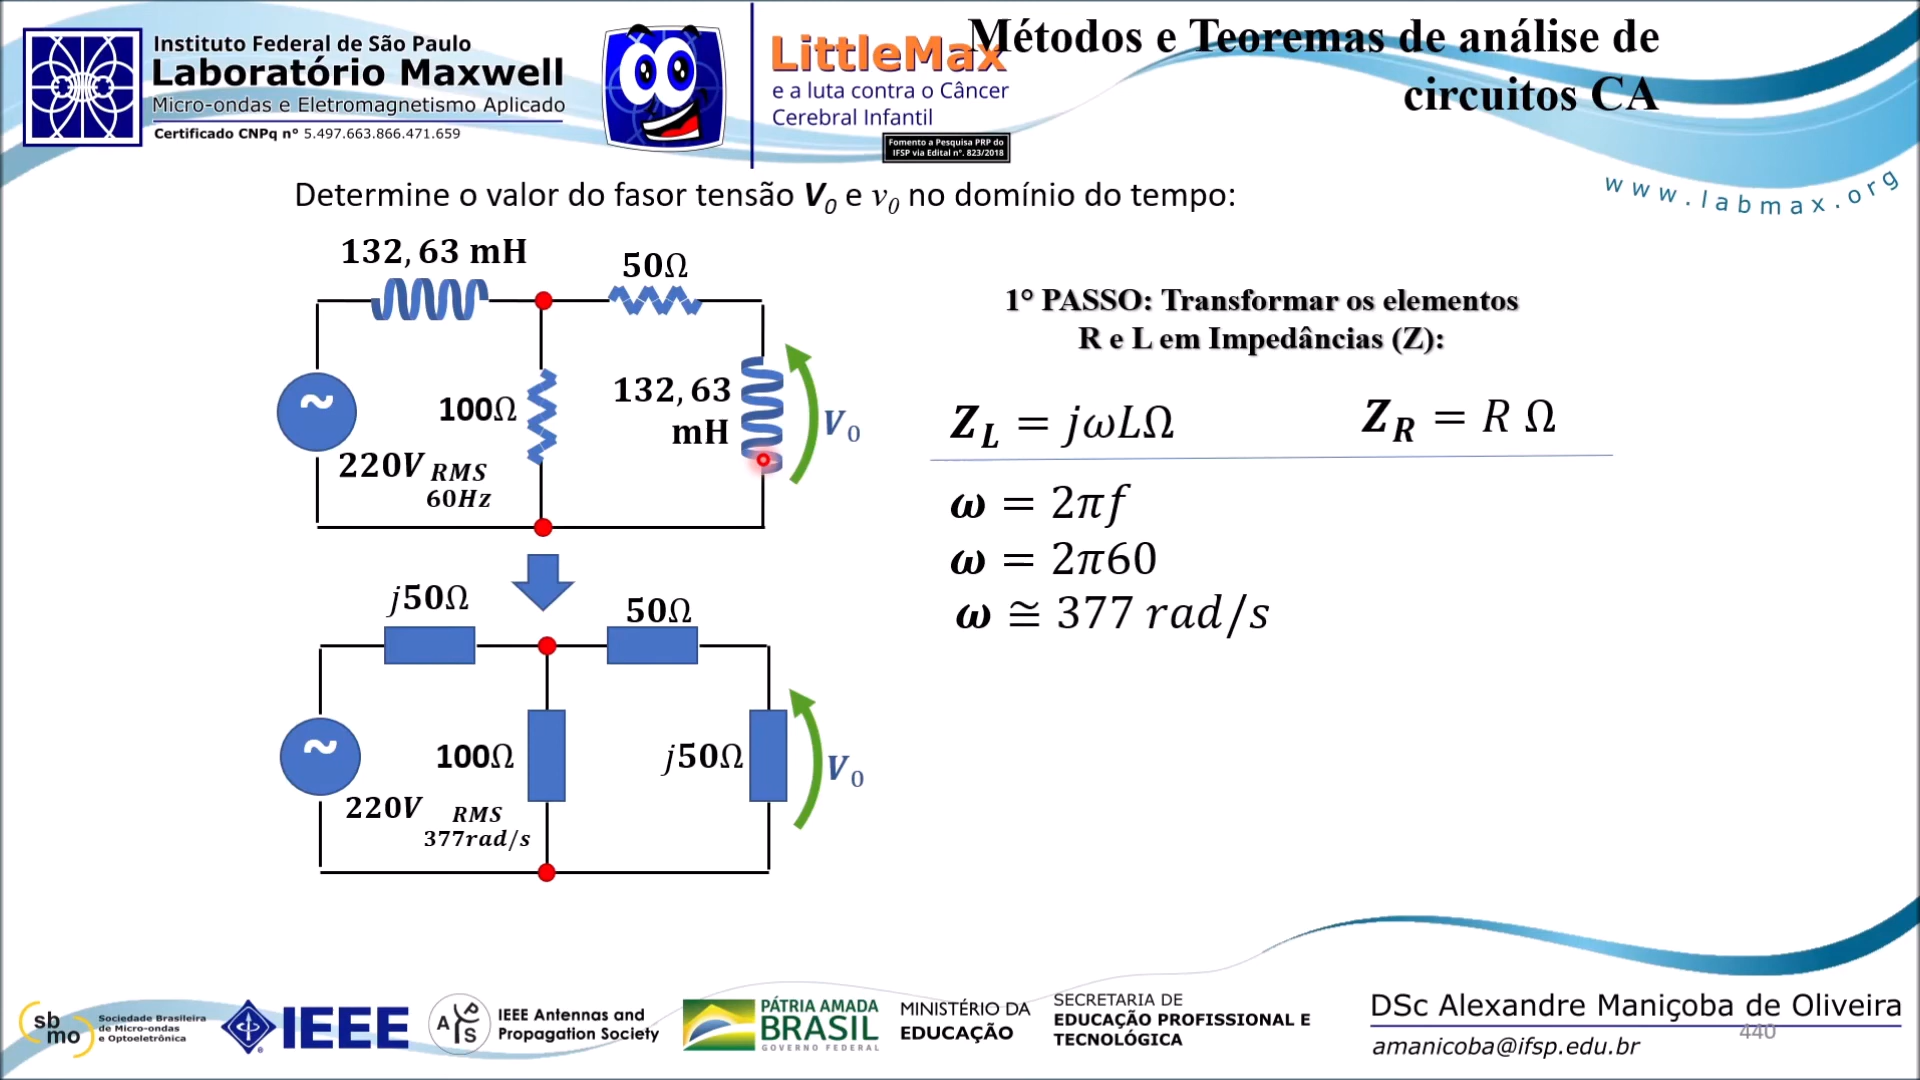 Instituto Federal de São Paulo
Laboratório Maxwell
Micro-ondas e Eletromagnetismo Aplicado
Certificado CNPq nº 5.497.663.866.471.659
LittleMax
e a luta contra o Câncer
Cerebral Infantil
Fomento a Pesquisa PRP do
IFSP via Edital nº. 823/2018
Métodos e Teoremas de análise de
circuitos CA
www.labmax.org
Determine o valor do fasor tensão V₀ e v₀ no domínio do tempo:
132, 63 mH
50Ω
100Ω
132, 63
mH
V₀
~
220V RMS
60Hz
j50Ω
50Ω
100Ω
j50Ω
V₀
~
220V RMS
377rad/s
1° PASSO: Transformar os elementos
R e L em Impedâncias (Z):
Z_L = jωLΩ
Z_R = R Ω
ω = 2πf
ω = 2π60
ω ≅ 377 rad/s
sb
mo
Sociedade Brasileira
de Micro-ondas
e Optoeletrônica
IEEE
APS
IEEE Antennas and
Propagation Society
PÁTRIA AMADA
BRASIL
GOVERNO FEDERAL
MINISTÉRIO DA
EDUCAÇÃO
SECRETARIA DE
EDUCAÇÃO PROFISSIONAL E
TECNOLÓGICA
DSc Alexandre Maniçoba de Oliveira
440
amanicoba@ifsp.edu.br